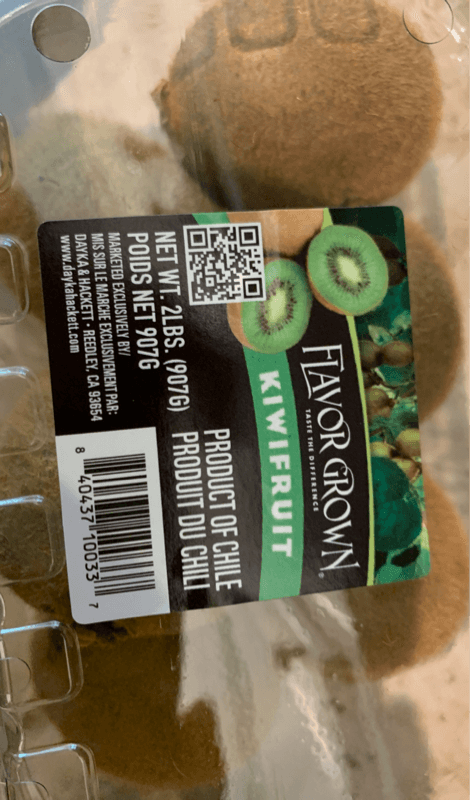 FLAVOR GROWN®
TASTE THE DIFFERENCE
KIWIFRUIT
NET WT. 2LBS. (907G)
POIDS NET 907G
PRODUCT OF CHILE
PRODUIT DU CHILI
MARKETED EXCLUSIVELY BY/
MIS SUR LE MARCHE EXCLUSIVEMENT PAR:
DAYKA & HACKETT • REEDLEY, CA 93654
www.daykahackett.com
8 40437 10033 7